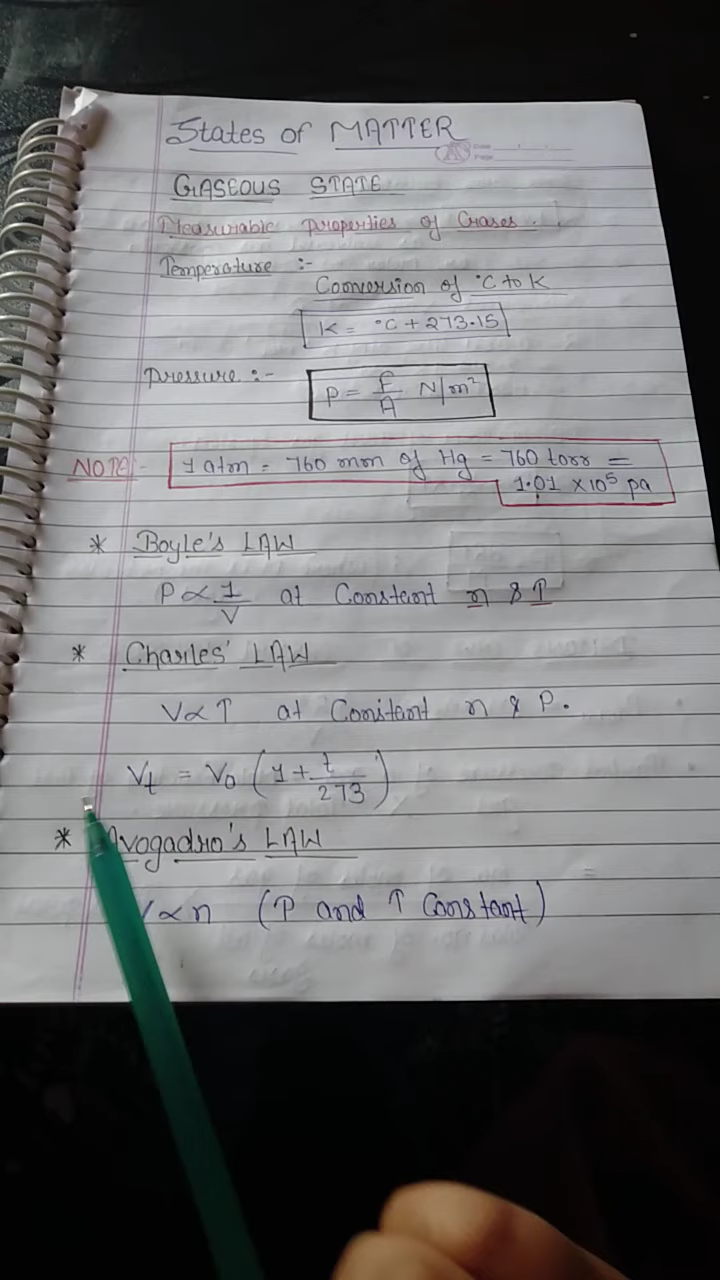 States of MATTER
Date
Page
GASEOUS STATE
Measurable properties of Gases.
Temperature :-
Conversion of °C to K
K = °C + 273.15
Pressure :-
P = F/A N/m²
NOTE:- 1 atm = 760 mm of Hg = 760 torr =
1.01 × 10⁵ pa
* Boyle's LAW
P ∝ 1/V at Constant n & T
* Charles' LAW
V ∝ T at Constant n & P.
Vt = V₀ (1 + t/273)
* Avogadro's LAW
V ∝ n (P and T Constant)